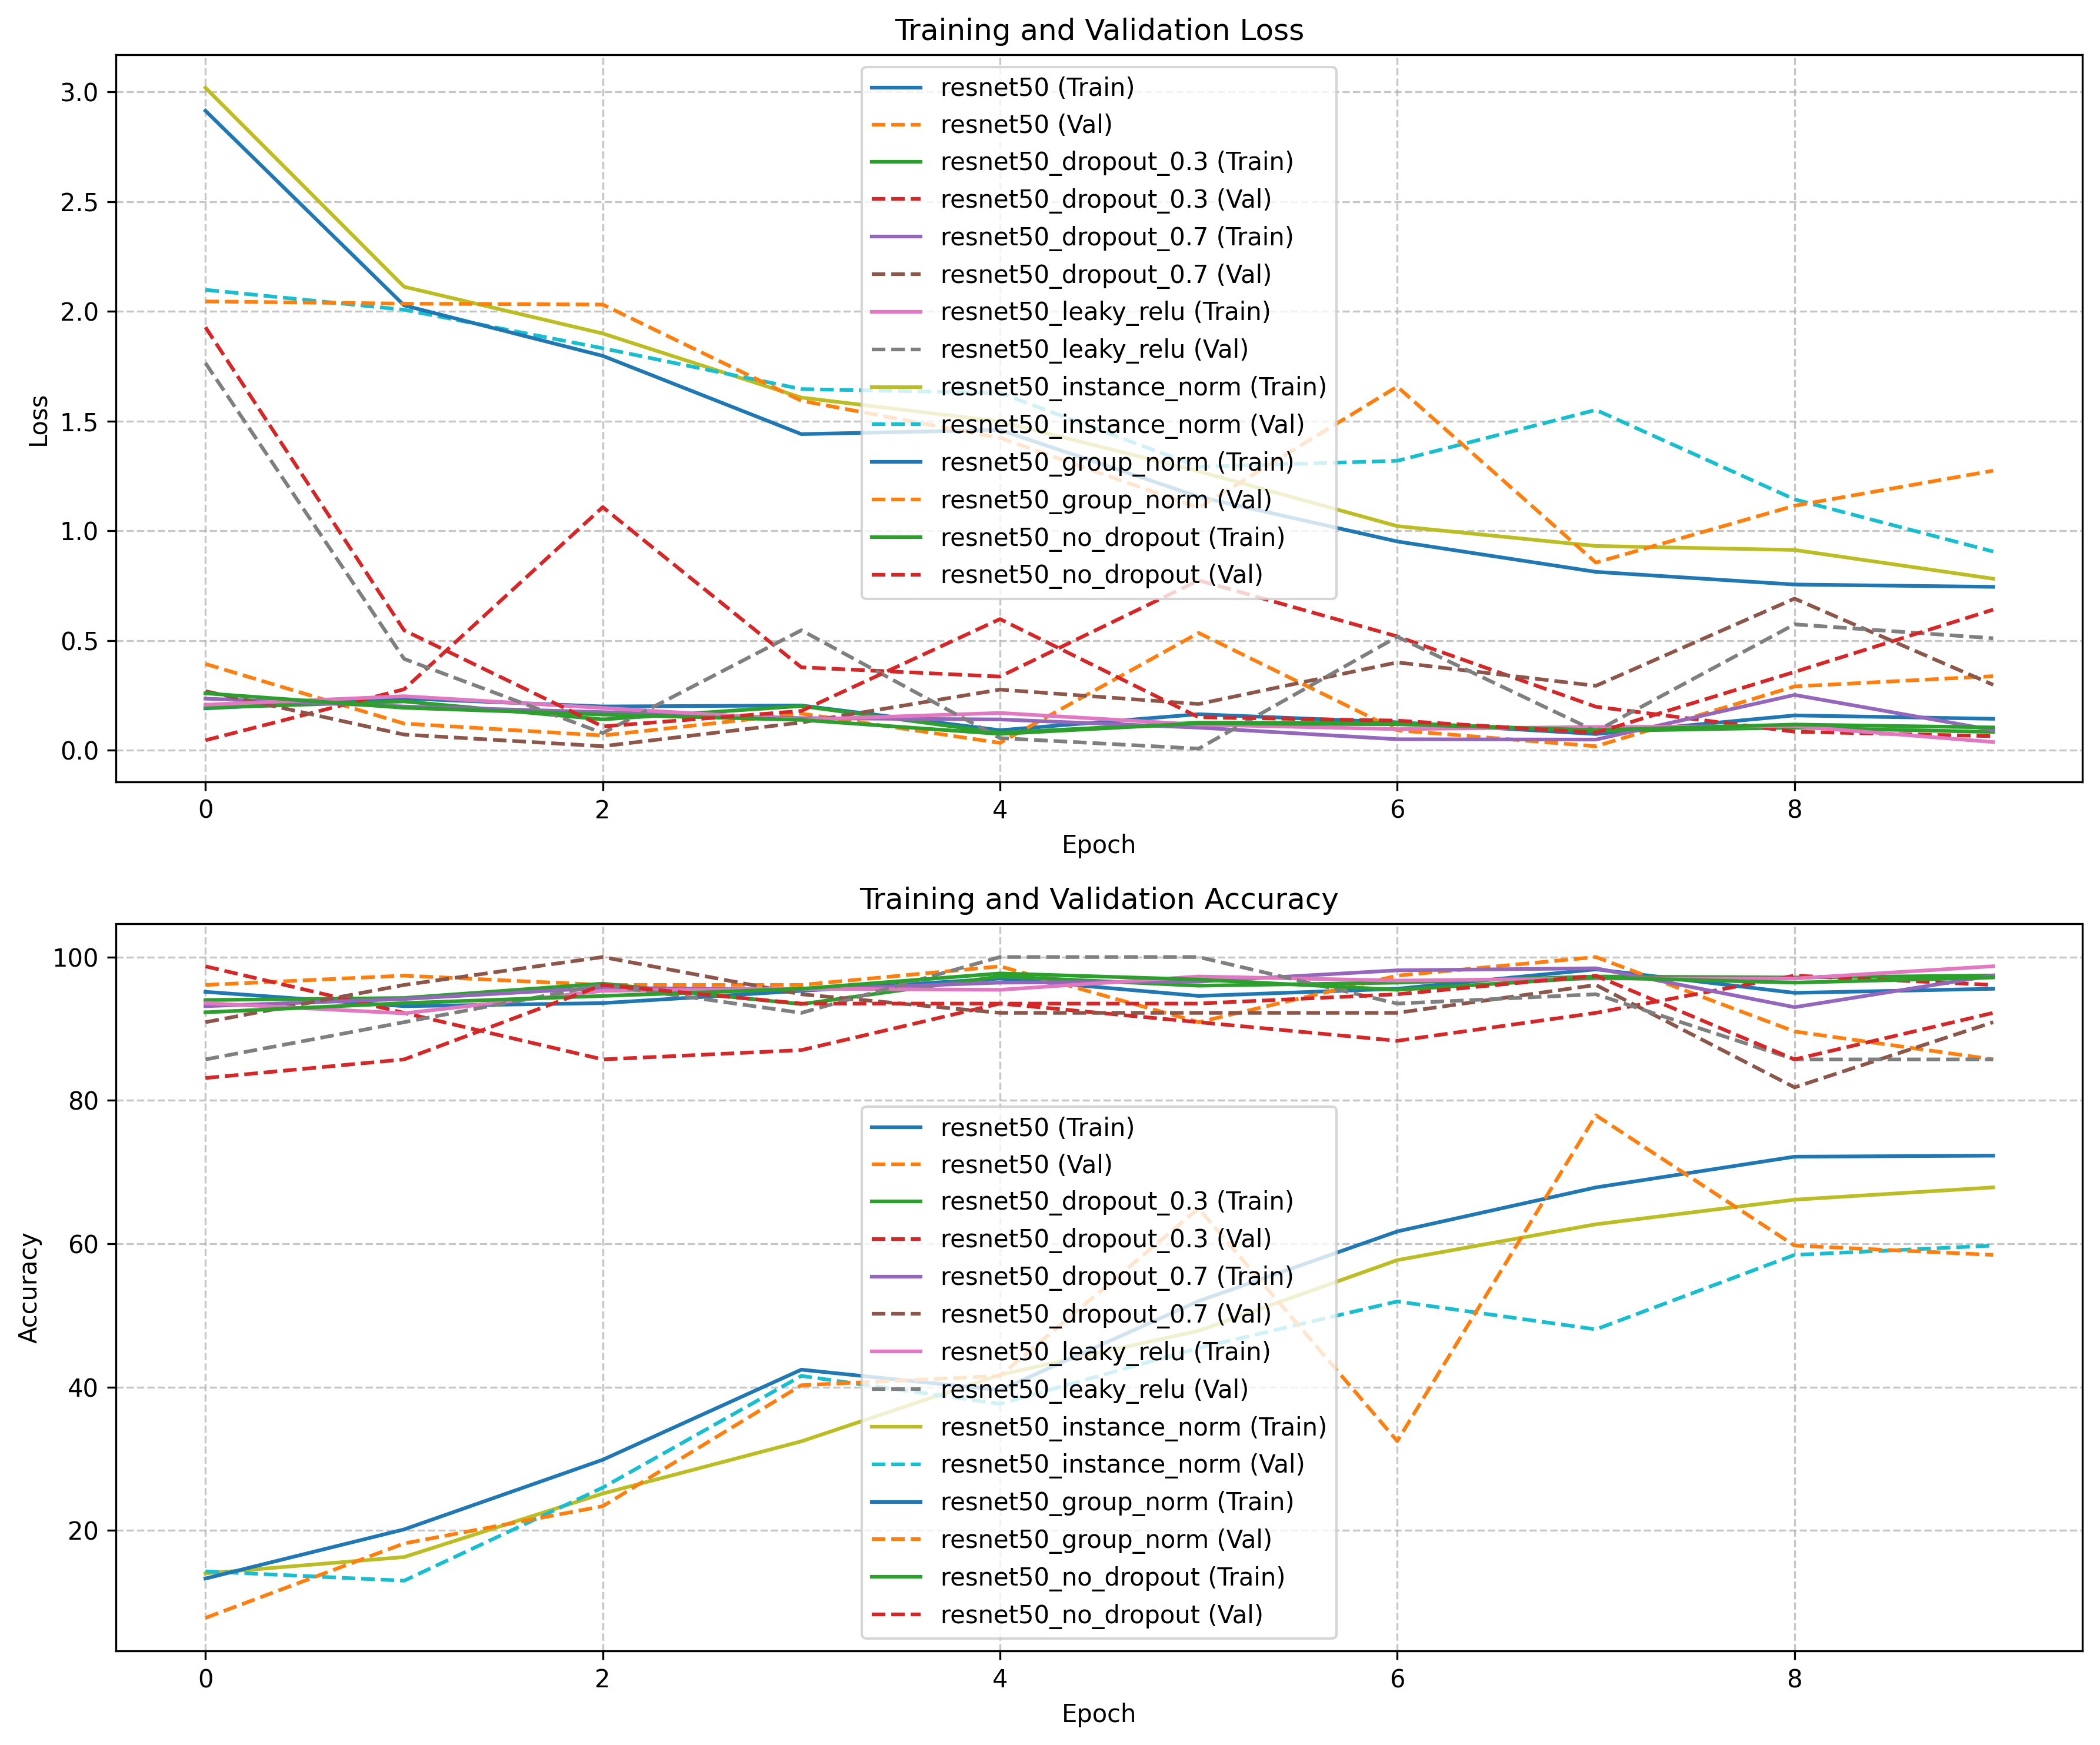 Training and Validation Loss
3.0
2.5
2.0
1.5
1.0
0.5
0.0
Loss
resnet50 (Train)
resnet50 (Val)
resnet50_dropout_0.3 (Train)
resnet50_dropout_0.3 (Val)
resnet50_dropout_0.7 (Train)
resnet50_dropout_0.7 (Val)
resnet50_leaky_relu (Train)
resnet50_leaky_relu (Val)
resnet50_instance_norm (Train)
resnet50_instance_norm (Val)
resnet50_group_norm (Train)
resnet50_group_norm (Val)
resnet50_no_dropout (Train)
resnet50_no_dropout (Val)
0 2 4 6 8
Epoch
Training and Validation Accuracy
100
80
60
40
20
Accuracy
resnet50 (Train)
resnet50 (Val)
resnet50_dropout_0.3 (Train)
resnet50_dropout_0.3 (Val)
resnet50_dropout_0.7 (Train)
resnet50_dropout_0.7 (Val)
resnet50_leaky_relu (Train)
resnet50_leaky_relu (Val)
resnet50_instance_norm (Train)
resnet50_instance_norm (Val)
resnet50_group_norm (Train)
resnet50_group_norm (Val)
resnet50_no_dropout (Train)
resnet50_no_dropout (Val)
0 2 4 6 8
Epoch